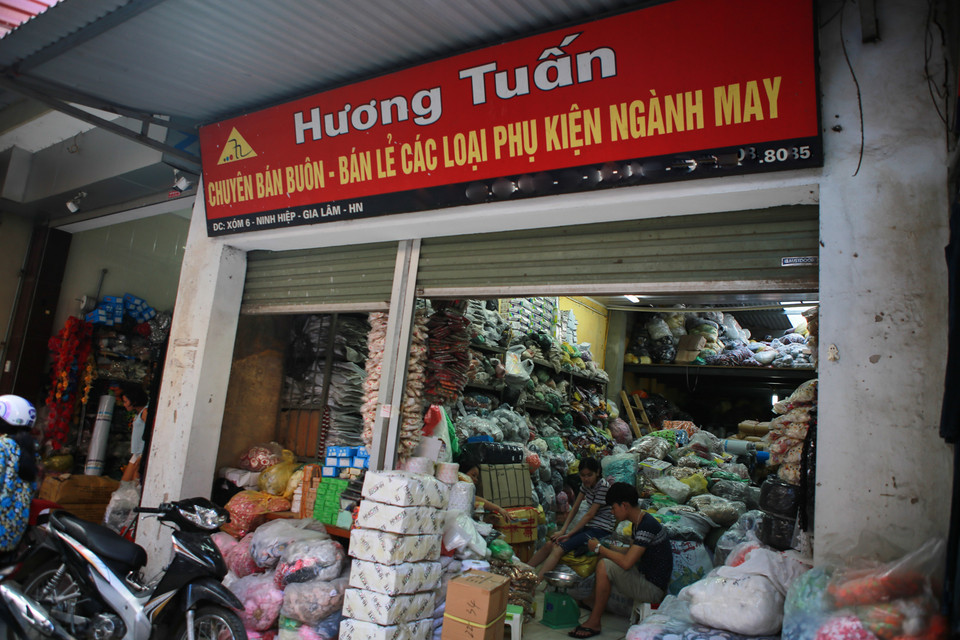 Hương Tuấn
CHUYÊN BÁN BUÔN - BÁN LẺ CÁC LOẠI PHỤ KIỆN NGÀNH MAY
ĐC: XÓM 6 - NINH HIỆP - GIA LÂM - HN
.8085